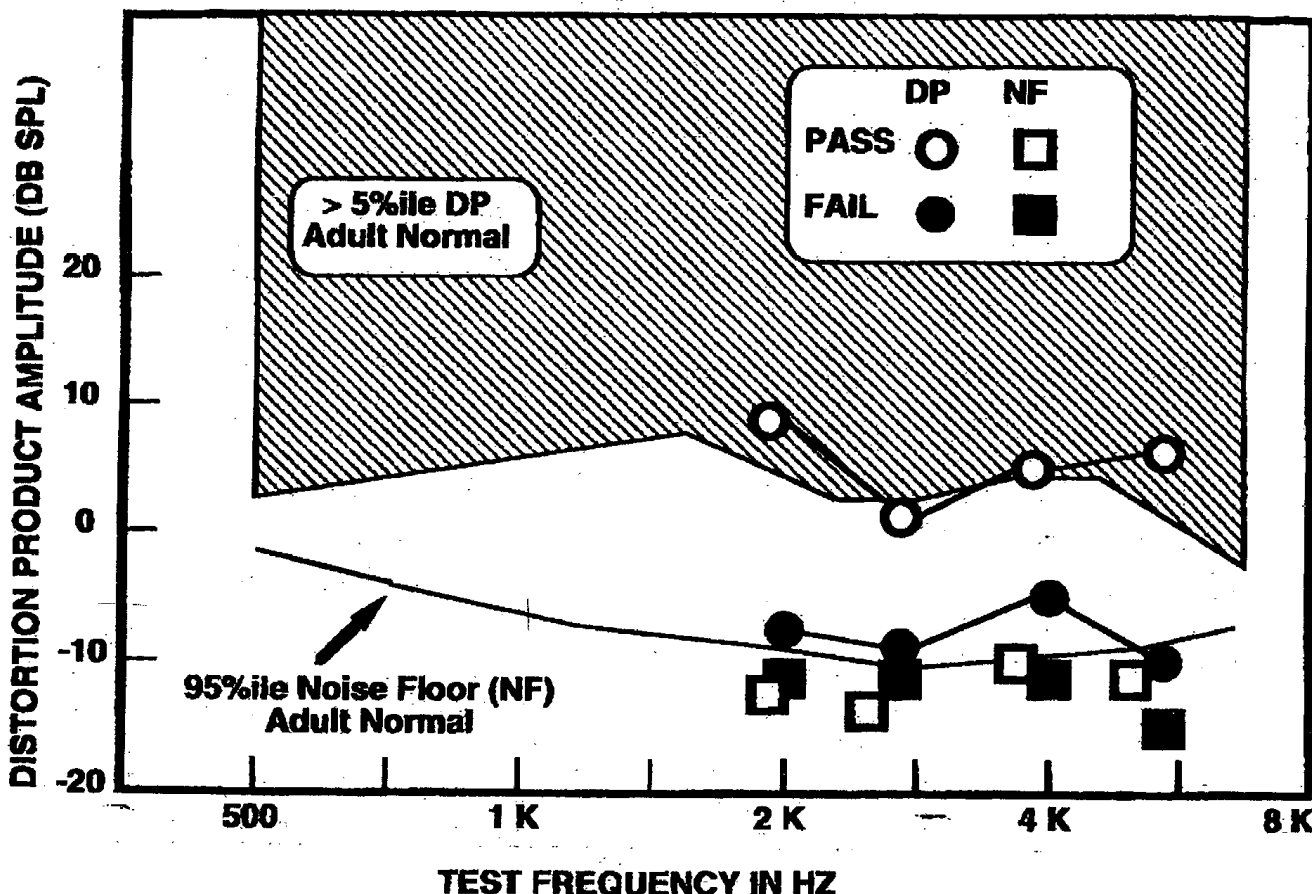 DISTORTION PRODUCT AMPLITUDE (DB SPL)
20
10
0
-10
-20
> 5%ile DP
Adult Normal
DP NF
PASS
FAIL
95%ile Noise Floor (NF)
Adult Normal
500 1 K 2 K 4 K 8 K
TEST FREQUENCY IN HZ